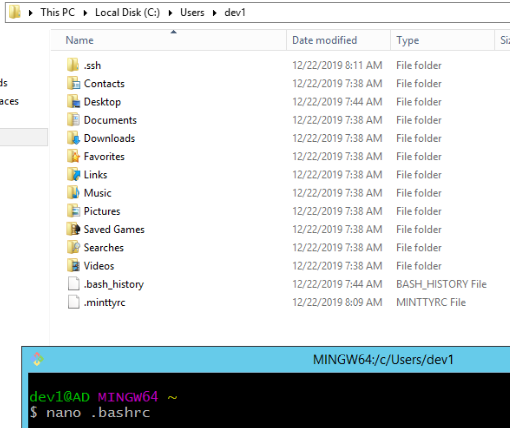 This PC Local Disk (C:) Users dev1
Name Date modified Type
.ssh 12/22/2019 8:11 AM File folder
Contacts 12/22/2019 7:38 AM File folder
Desktop 12/22/2019 7:44 AM File folder
Documents 12/22/2019 7:38 AM File folder
Downloads 12/22/2019 7:38 AM File folder
Favorites 12/22/2019 7:38 AM File folder
Links 12/22/2019 7:38 AM File folder
Music 12/22/2019 7:38 AM File folder
Pictures 12/22/2019 7:38 AM File folder
Saved Games 12/22/2019 7:38 AM File folder
Searches 12/22/2019 7:38 AM File folder
Videos 12/22/2019 7:38 AM File folder
.bash_history 12/22/2019 7:44 AM BASH_HISTORY File
.minttyrc 12/22/2019 8:09 AM MINTTYRC File
MINGW64:/c/Users/dev1
dev1@AD MINGW64 ~
$ nano .bashrc